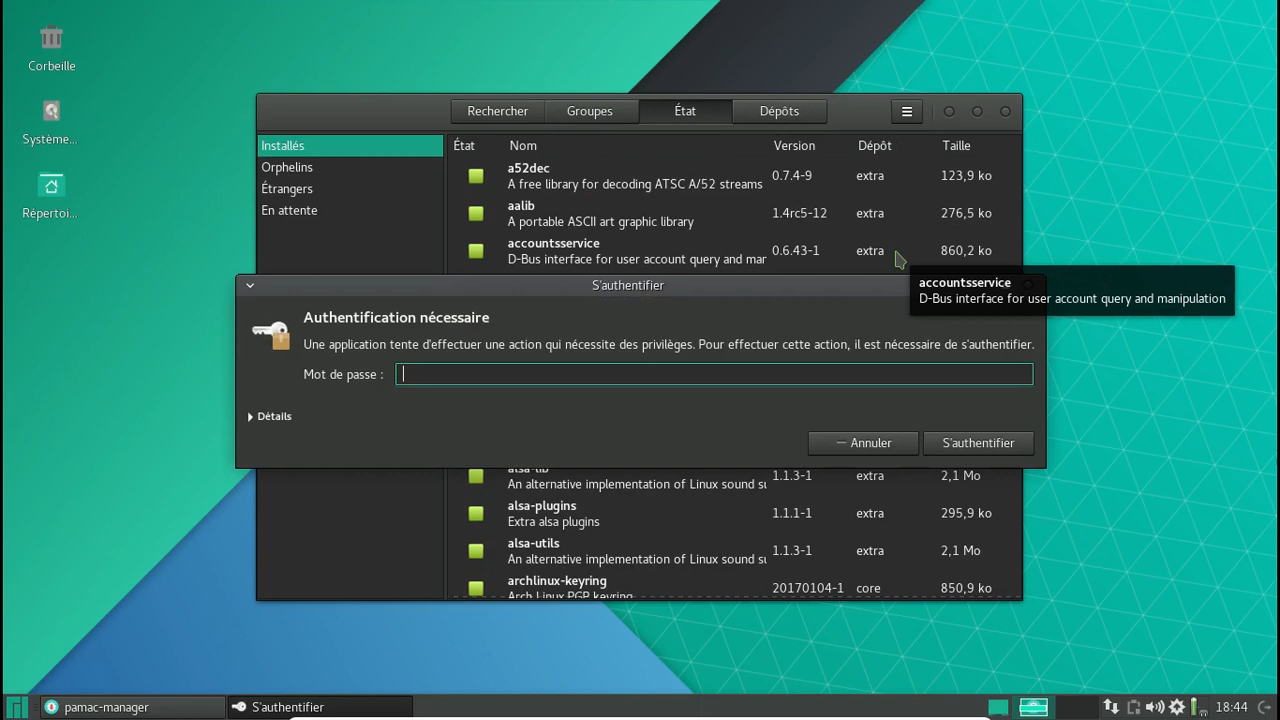 Corbeille
Système...
Répertoi...
Rechercher Groupes État Dépôts
Installés
Orphelins
Étrangers
En attente
État Nom Version Dépôt Taille
a52dec
A free library for decoding ATSC A/52 streams
0.7.4-9 extra 123,9 ko
aalib
A portable ASCII art graphic library
1.4rc5-12 extra 276,5 ko
accountsservice
D-Bus interface for user account query and mar
0.6.43-1 extra 860,2 ko
accountsservice
D-Bus interface for user account query and manipulation
S'authentifier
Authentification nécessaire
Une application tente d'effectuer une action qui nécessite des privilèges. Pour effectuer cette action, il est nécessaire de s'authentifier.
Mot de passe :
Détails
Annuler S'authentifier
alsa-lib
An alternative implementation of Linux sound su
1.1.3-1 extra 2,1 Mo
alsa-plugins
Extra alsa plugins
1.1.1-1 extra 295,9 ko
alsa-utils
An alternative implementation of Linux sound su
1.1.3-1 extra 2,1 Mo
archlinux-keyring
Arch Linux PGP keyring
20170104-1 core 850,9 ko
pamac-manager S'authentifier 18:44